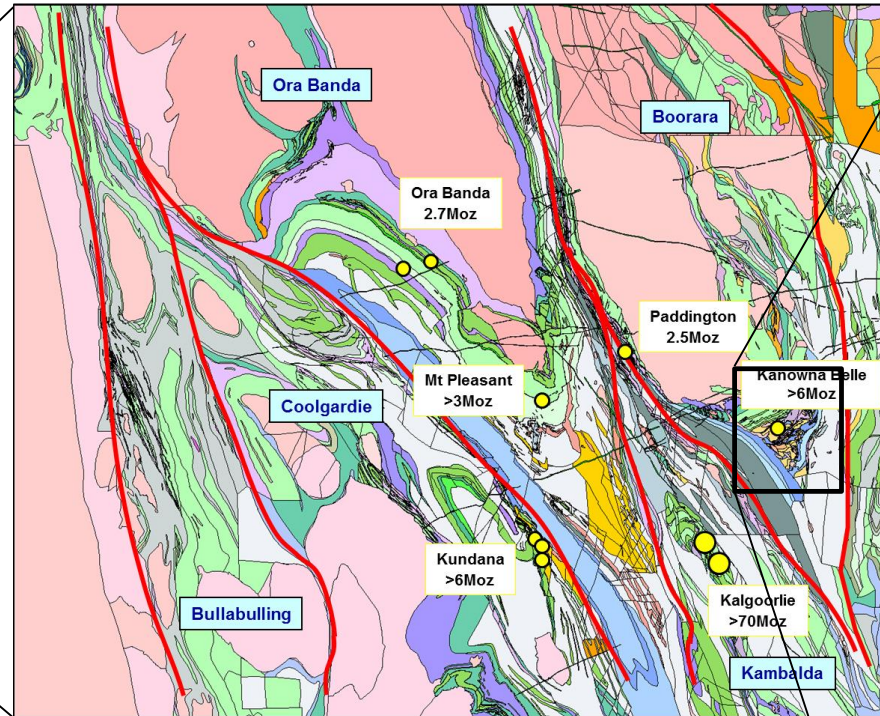 Ora Banda
Boorara
Ora Banda
2.7Moz
Paddington
2.5Moz
Mt Pleasant
>3Moz
Kanowna Belle
>6Moz
Coolgardie
Kundana
>6Moz
Bullabulling
Kalgoorlie
>70Moz
Kambalda